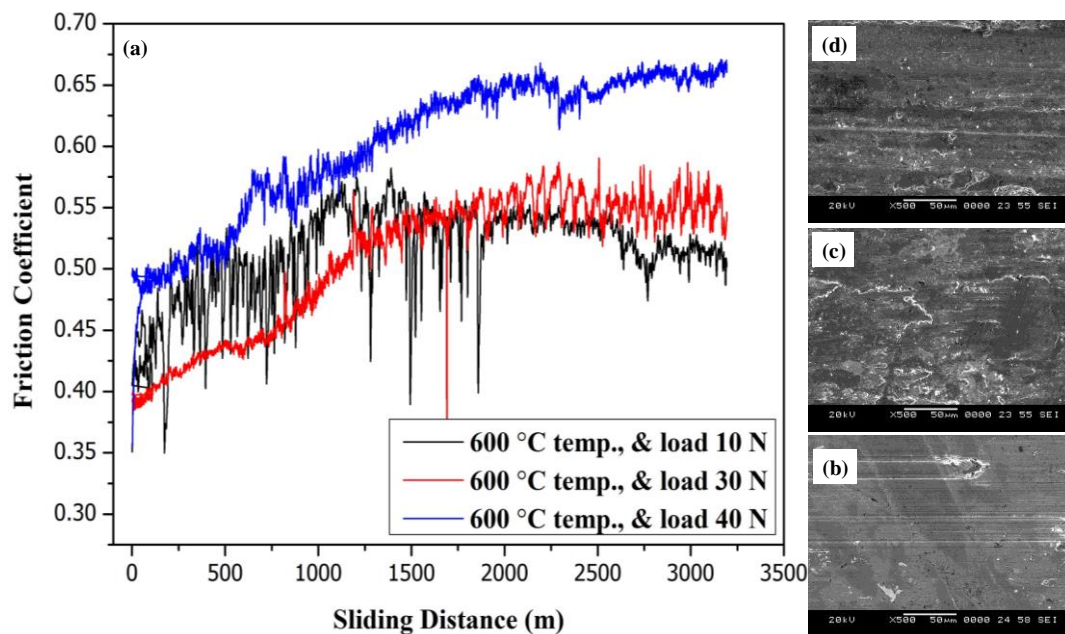 (a)
0.70
0.65
0.60
0.55
0.50
0.45
0.40
0.35
0.30
Friction Coefficient
600 °C temp., & load 10 N
600 °C temp., & load 30 N
600 °C temp., & load 40 N
0 500 1000 1500 2000 2500 3000 3500
Sliding Distance (m)
(d)
20kV X500 50µm 0000 23 55 SEI
(c)
20kV X500 50µm 0000 23 55 SEI
(b)
20kV X500 50µm 0000 24 58 SEI